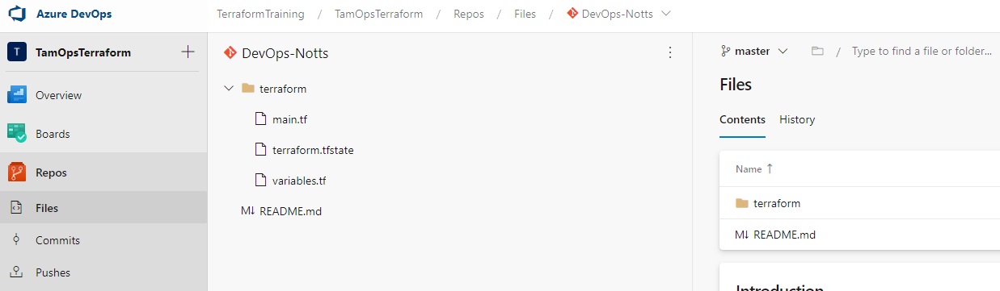 Azure DevOps
TerraformTraining / TamOpsTerraform / Repos / Files / DevOps-Notts
T TamOpsTerraform
Overview
Boards
Repos
Files
Commits
Pushes
DevOps-Notts
terraform
main.tf
terraform.tfstate
variables.tf
M↓ README.md
master / Type to find a file or folder...
Files
Contents History
Name ↑
terraform
M↓ README.md
Introduction